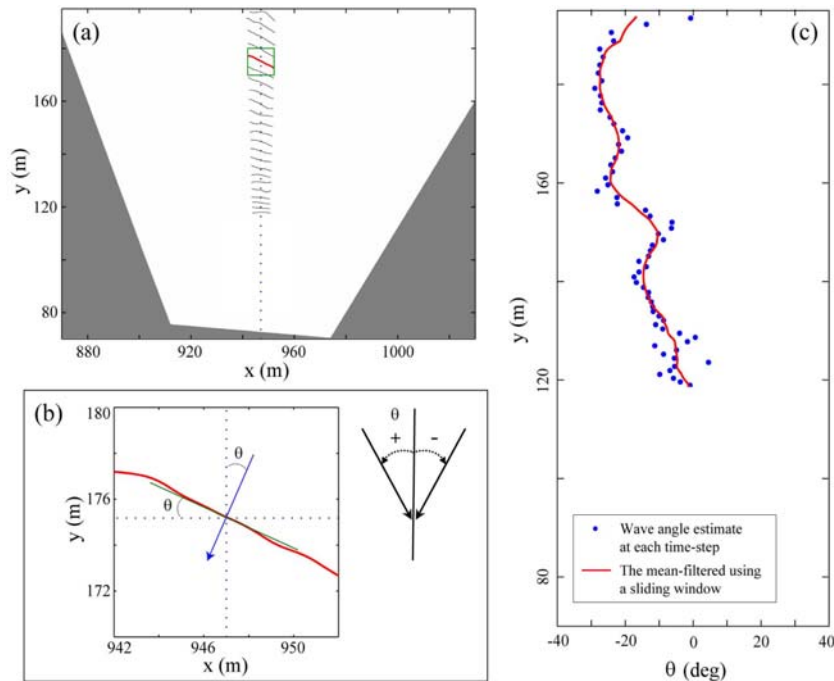 (a)
y (m)
160
120
80
880
920
960
1000
x (m)
(b)
180
176
172
y (m)
θ
θ
942
946
950
x (m)
θ
+
-
(c)
y (m)
160
120
80
Wave angle estimate
at each time-step
The mean-filtered using
a sliding window
-40
-20
0
20
40
θ (deg)